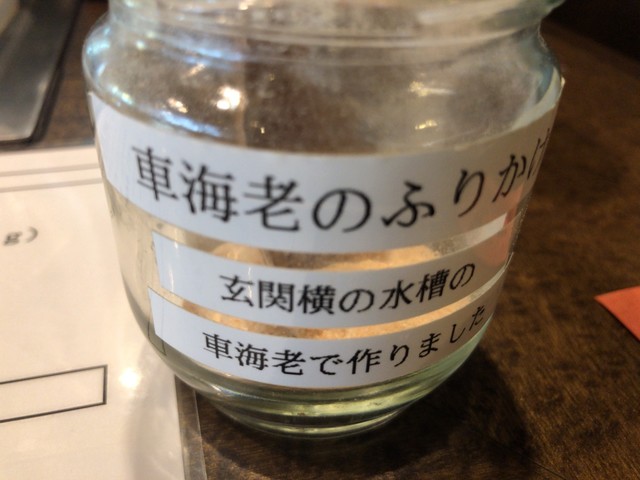 車海老のふりかけ
玄関横の水槽の
車海老で作りました